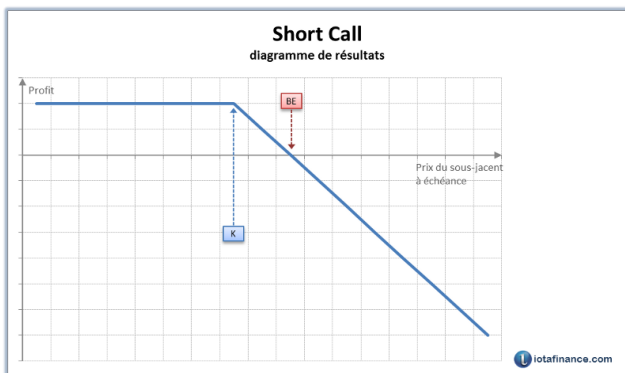 Short Call
diagramme de résultats
Profit
BE
Prix du sous-jacent
à échéance
K
iotafinance.com